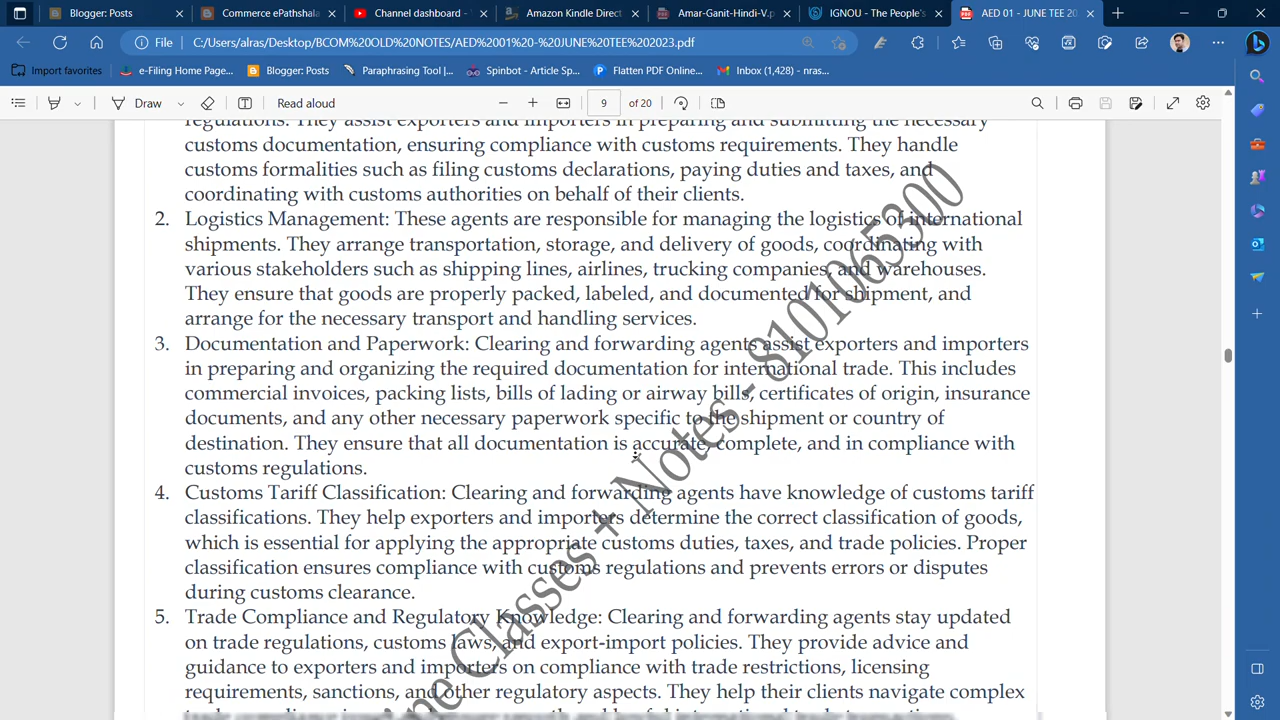 Blogger: Posts
Commerce ePathshala
Channel dashboard -
Amazon Kindle Direct
Amar-Ganit-Hindi-V.p
IGNOU - The People's
AED 01 - JUNE TEE 20
File
C:/Users/alras/Desktop/BCOM%20OLD%20NOTES/AED%2001%20-%20JUNE%20TEE%202023.pdf
Import favorites
e-Filing Home Page...
Blogger: Posts
Paraphrasing Tool |...
Spinbot - Article Sp...
Flatten PDF Online...
Inbox (1,428) - nras...
Draw
Read aloud
9
of 20
regulations. They assist exporters and importers in preparing and submitting the necessary
customs documentation, ensuring compliance with customs requirements. They handle
customs formalities such as filing customs declarations, paying duties and taxes, and
coordinating with customs authorities on behalf of their clients.
2. Logistics Management: These agents are responsible for managing the logistics of international
shipments. They arrange transportation, storage, and delivery of goods, coordinating with
various stakeholders such as shipping lines, airlines, trucking companies, and warehouses.
They ensure that goods are properly packed, labeled, and documented for shipment, and
arrange for the necessary transport and handling services.
3. Documentation and Paperwork: Clearing and forwarding agents assist exporters and importers
in preparing and organizing the required documentation for international trade. This includes
commercial invoices, packing lists, bills of lading or airway bills, certificates of origin, insurance
documents, and any other necessary paperwork specific to the shipment or country of
destination. They ensure that all documentation is accurate, complete, and in compliance with
customs regulations.
4. Customs Tariff Classification: Clearing and forwarding agents have knowledge of customs tariff
classifications. They help exporters and importers determine the correct classification of goods,
which is essential for applying the appropriate customs duties, taxes, and trade policies. Proper
classification ensures compliance with customs regulations and prevents errors or disputes
during customs clearance.
5. Trade Compliance and Regulatory Knowledge: Clearing and forwarding agents stay updated
on trade regulations, customs laws, and export-import policies. They provide advice and
guidance to exporters and importers on compliance with trade restrictions, licensing
requirements, sanctions, and other regulatory aspects. They help their clients navigate complex
ine Classes + Notes - 8101065300